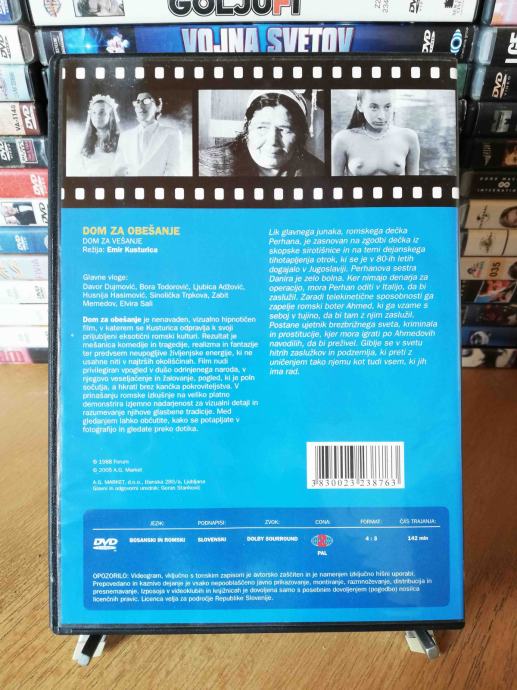 GOLJUFI
VOJNA SVETOV
DOM ZA OBEŠANJE
DOM ZA VEŠANJE
Režija: Emir Kusturica
Glavne vloge:
Davor Dujmović, Bora Todorović, Ljubica Adžović,
Husnija Hasimović, Sinolička Trpkova, Zabit
Memedov, Elvira Sali
Dom za obešanje je nenavaden, vizualno hipnotičen
film, v katerem se Kusturica odpravlja k svoji
priljubljeni skupnosti romski kulturi. Rezultat je
mešanica komedije in tragedije, realizma in fantazije
ter predvsem neupogljive življenjske energije, ki ne
usahne niti v najtrših okoliščinah. Film nudi
privilegiran vpogled v dušo odrinjenega naroda, v
njegovo veseljačenje in žalovanje, pogled, ki je poln
sočutja, a hkrati brez kančka pokroviteljstva. V
prinašanju romske izkušnje na veliko platno
demonstrira izjemno nadarjenost za vizualni detajl in
razumevanje njihove glasbene tradicije. Med
gledanjem lahko občutite, kako se potapljate v
fotografijo in gledate preko dotika.
Lik glavnega junaka, romskega dečka
Perhana, je zasnovan na zgodbi dečka iz
skopske sirotišnice in na temi dejanskega
tihotapljenja otrok, ki se je v 80-ih letih
dogajalo v Jugoslaviji. Perhanova sestra
Danira je zelo bolna. Ker nimajo denarja za
operacijo, mora Perhan oditi v Italijo, da bi
zaslužil. Zaradi telekinetične sposobnosti ga
zapelje romski boter Ahmed, ki ga vzame s
seboj v tujino, da bi tam z njim zaslužil.
Postane ujetnik brezbrižnega sveta, kriminala
in prostitucije, kjer mora krasti po Ahmedovih
navodilih, da bi preživel. Giblje se v svetu
hitrih zaslužkov in podzemlja, ki preti z
uničenjem tako njemu kot tudi vsem, ki jih
ima rad.
© 1988 Forum
© 2005 A.G. Market
A.G. MARKET, d.o.o., Dunajska 280/a, Ljubljana
Glavni in odgovorni urednik: Goran Stanković
3 830023 238763
JEZIK: PODNAPISI: ZVOK: CONA: FORMAT: ČAS TRAJANJA:
DVD BOSANSKI IN ROMSKI SLOVENSKI DOLBY SOURROUND PAL 4 : 3 142 min
OPOZORILO: Videogram, vključno s tonskim zapisom je avtorsko zaščiten in je namenjen izključno hišni uporabi.
Prepovedano in kaznivo dejanje je vsako nepooblaščeno javno prikazovanje, montiranje, razmnoževanje, distribucija in
presnemavanje. Izposoja v videoklubih in knjižnicah je dovoljena samo s posebnim dovoljenjem (pogodbo) nosilca
licenčnih pravic. Licenca velja za področje Republike Slovenije.